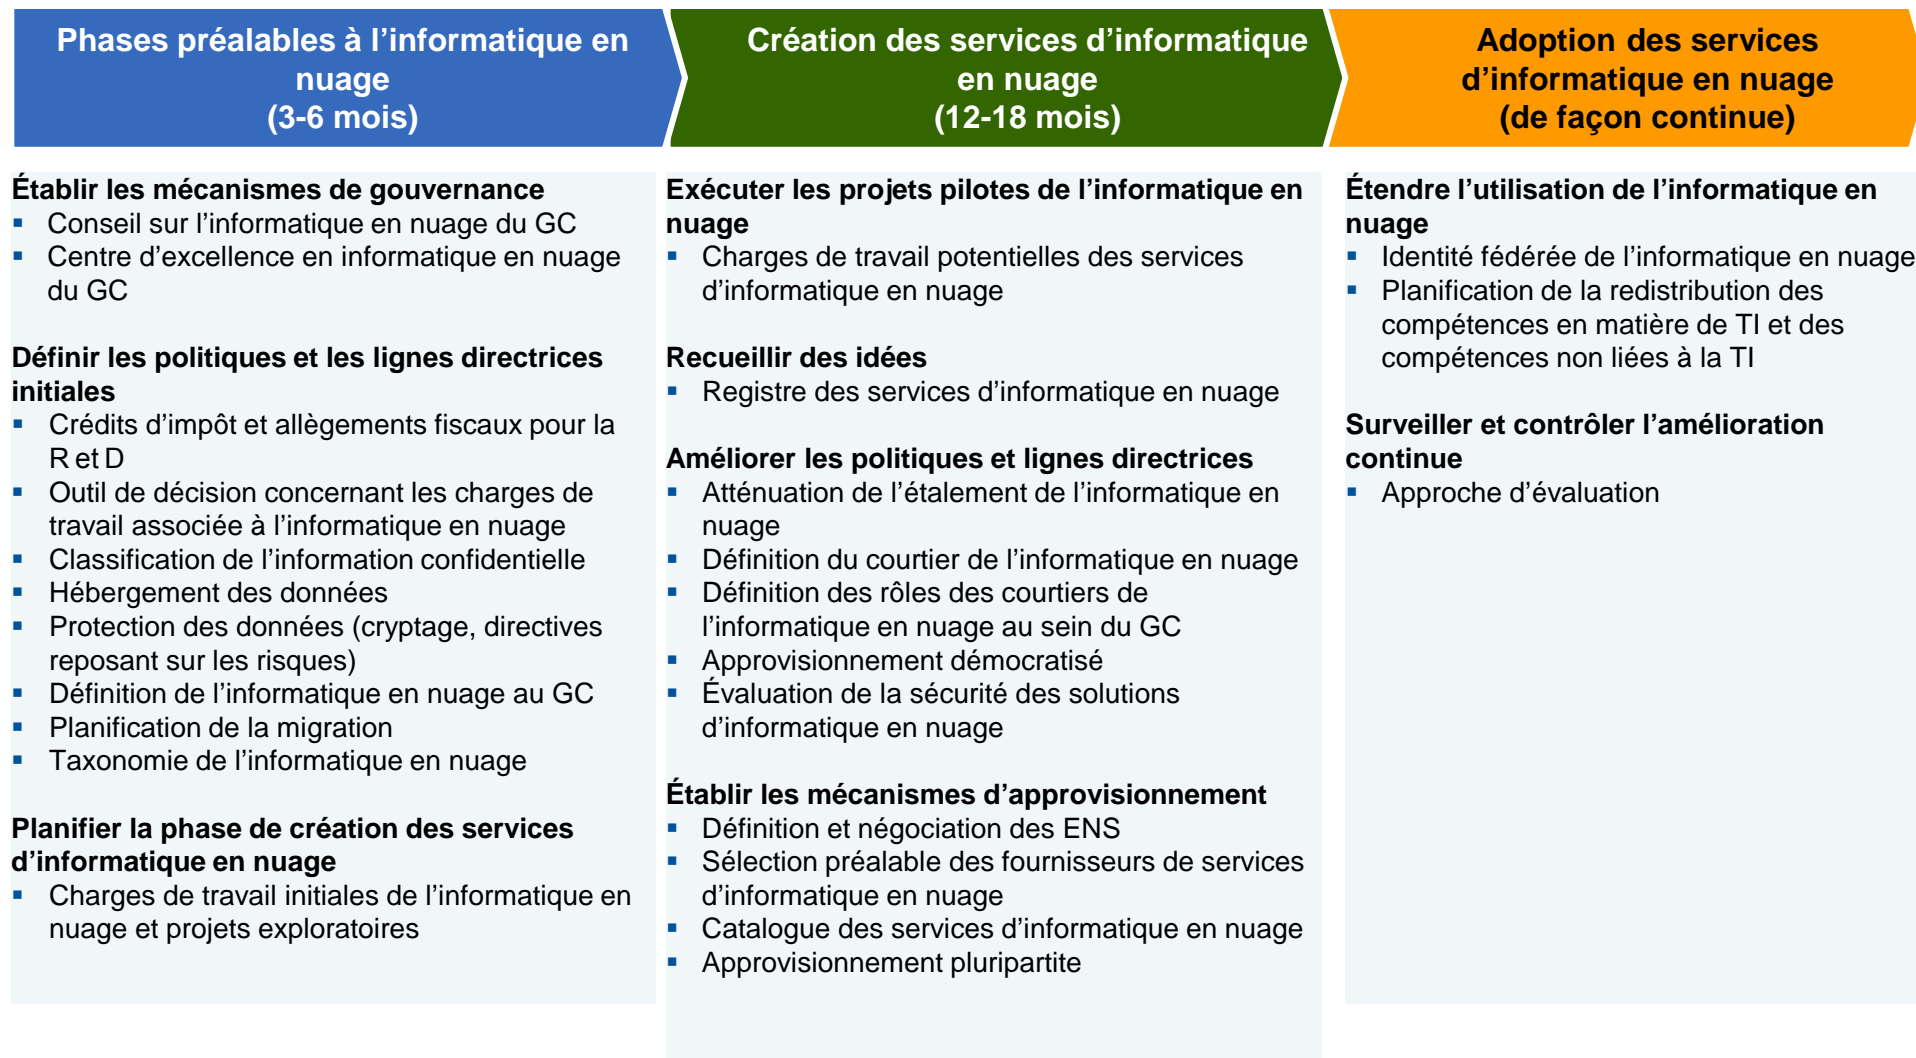 Phases préalables à l’informatique en
nuage
(3-6 mois)
Création des services d’informatique
en nuage
(12-18 mois)
Adoption des services
d’informatique en nuage
(de façon continue)
Établir les mécanismes de gouvernance
▪ Conseil sur l’informatique en nuage du GC
▪ Centre d’excellence en informatique en nuage
du GC
Définir les politiques et les lignes directrices
initiales
▪ Crédits d’impôt et allègements fiscaux pour la
R et D
▪ Outil de décision concernant les charges de
travail associée à l’informatique en nuage
▪ Classification de l’information confidentielle
▪ Hébergement des données
▪ Protection des données (cryptage, directives
reposant sur les risques)
▪ Définition de l’informatique en nuage au GC
▪ Planification de la migration
▪ Taxonomie de l’informatique en nuage
Planifier la phase de création des services
d’informatique en nuage
▪ Charges de travail initiales de l’informatique en
nuage et projets exploratoires
Exécuter les projets pilotes de l’informatique en
nuage
▪ Charges de travail potentielles des services
d’informatique en nuage
Recueillir des idées
▪ Registre des services d’informatique en nuage
Améliorer les politiques et lignes directrices
▪ Atténuation de l’étalement de l’informatique en
nuage
▪ Définition du courtier de l’informatique en nuage
▪ Définition des rôles des courtiers de
l’informatique en nuage au sein du GC
▪ Approvisionnement démocratisé
▪ Évaluation de la sécurité des solutions
d’informatique en nuage
Établir les mécanismes d’approvisionnement
▪ Définition et négociation des ENS
▪ Sélection préalable des fournisseurs de services
d’informatique en nuage
▪ Catalogue des services d’informatique en nuage
▪ Approvisionnement pluripartite
Étendre l’utilisation de l’informatique en
nuage
▪ Identité fédérée de l’informatique en nuage
▪ Planification de la redistribution des
compétences en matière de TI et des
compétences non liées à la TI
Surveiller et contrôler l’amélioration
continue
▪ Approche d’évaluation